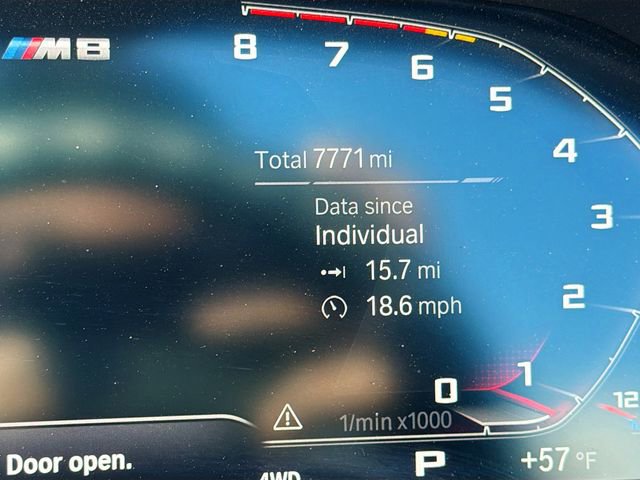 M8
8
7
6
5
4
3
2
1
0
Total 7771 mi
Data since
Individual
15.7 mi
18.6 mph
1/min x1000
12
Door open.
4WD
P
+57 °F